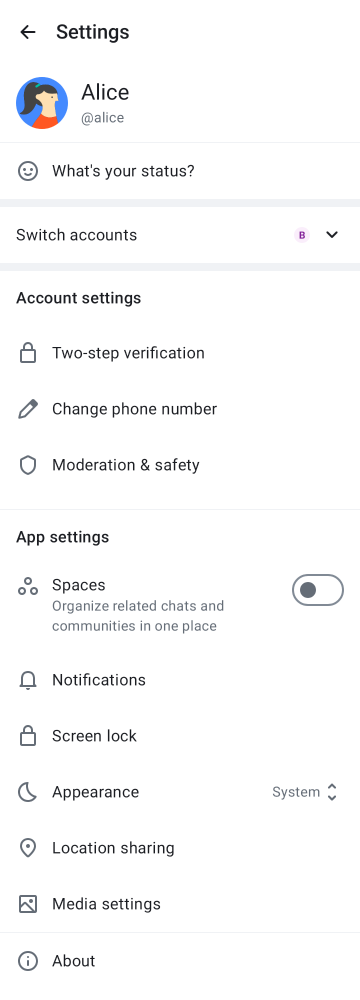 Settings
Alice
@alice
What's your status?
Switch accounts
B
Account settings
Two-step verification
Change phone number
Moderation & safety
App settings
Spaces
Organize related chats and
communities in one place
Notifications
Screen lock
Appearance
System
Location sharing
Media settings
About